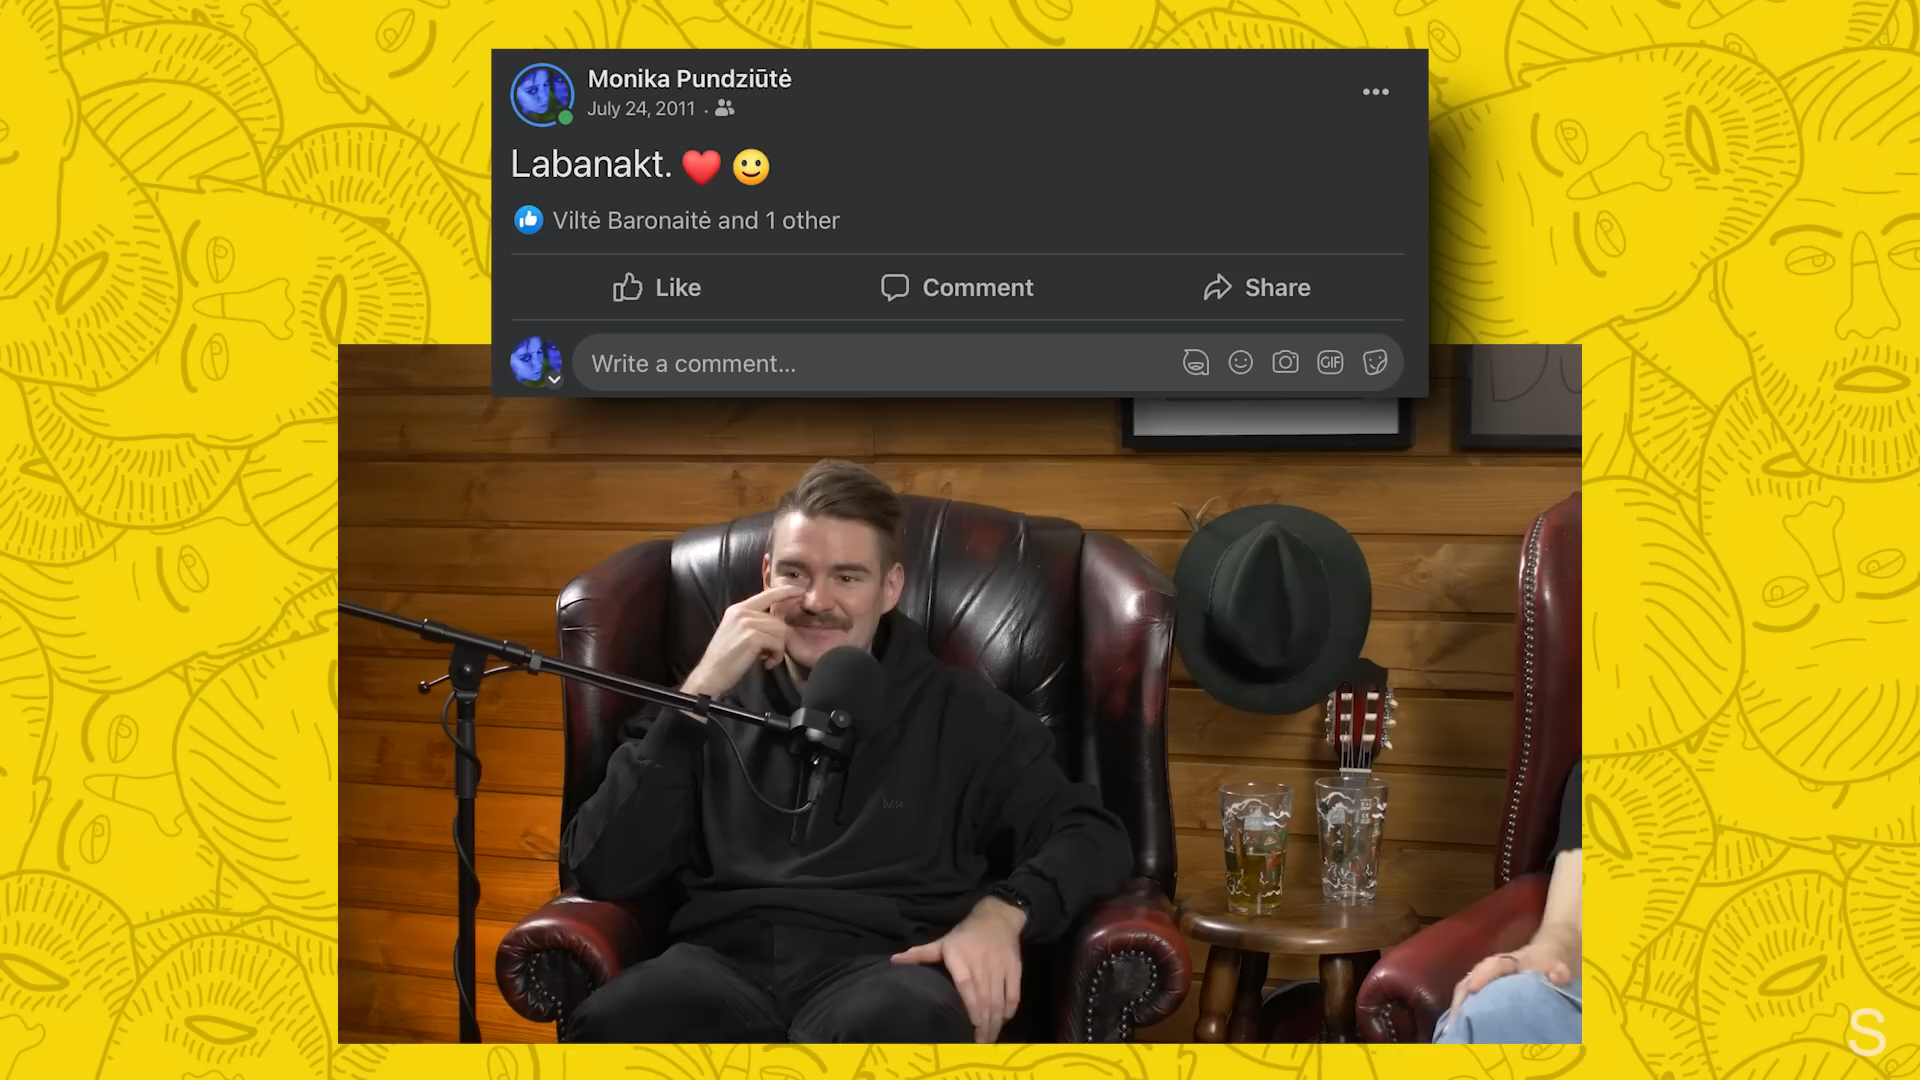 Monika Pundziūtė
July 24, 2011 ·
Labanakt. ❤️ 🙂
Viltė Baronaitė and 1 other
Like Comment Share
Write a comment...
GIF
S